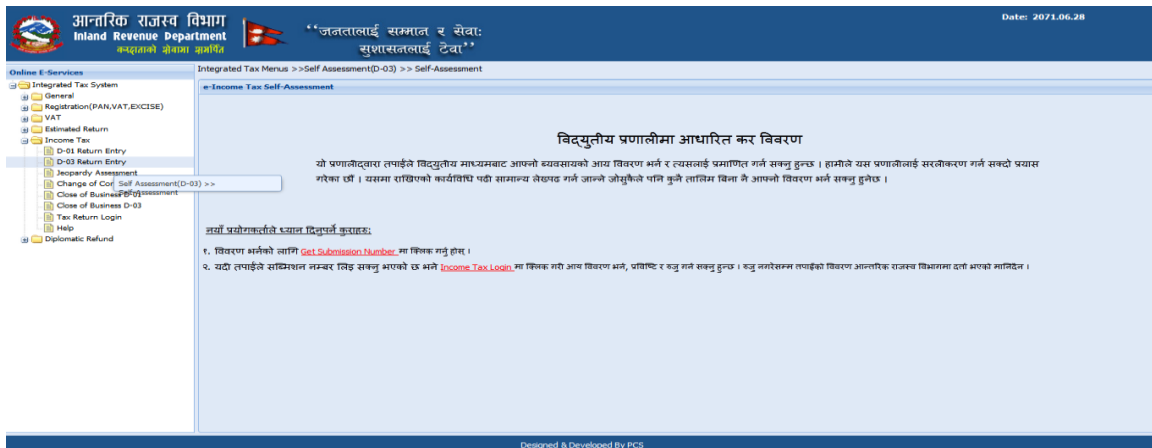 आन्तरिक राजस्व विभाग
Inland Revenue Department
करदाताको सेवामा समर्पित
‘‘जनतालाई सम्मान र सेवाः
सुशासनलाई टेवा’’
Date: 2071.06.28
Online E-Services
Integrated Tax System
General
Registration(PAN,VAT,EXCISE)
VAT
Estimated Return
Income Tax
D-01 Return Entry
D-03 Return Entry
Jeopardy Assessment
Change of Cor
Self Assessment(D-03) >>
Self-Assessment
Close of Business D-01
Close of Business D-03
Tax Return Login
Help
Diplomatic Refund
Integrated Tax Menus >>Self Assessment(D-03) >> Self-Assessment
e-Income Tax Self-Assessment
विद्युतीय प्रणालीमा आधारित कर विवरण
यो प्रणालीद्वारा तपाईले विद्युतीय माध्यमबाट आफ्नो ब्यवसायको आय विवरण भर्न र त्यसलाई प्रमाणित गर्न सक्नु हुन्छ । हामीले यस प्रणालीलाई सरलीकरण गर्न सक्दो प्रयास
गरेका छौं । यसमा राखिएको कार्यविधि पढी सामान्य लेखपढ गर्न जान्ने जोसुकैले पनि कुनै तालिम बिना नै आफ्नो विवरण भर्न सक्नु हुनेछ ।
नयाँ प्रयोगकर्ताले ध्यान दिनुपर्ने कुराहरु:
१. विवरण भर्नको लागि Get Submission Number मा क्लिक गर्नु होस् ।
२. यदी तपाईले सब्मिशन नम्बर लिइ सक्नु भएको छ भने Income Tax Login मा क्लिक गरी आय विवरण भर्न, प्रविष्टि र रुजु गर्न सक्नु हुन्छ । रुजु नगरेसम्म तपाईको विवरण आन्तरिक राजस्व विभागमा दर्ता भएको मानिदैन ।
Designed & Developed By PCS